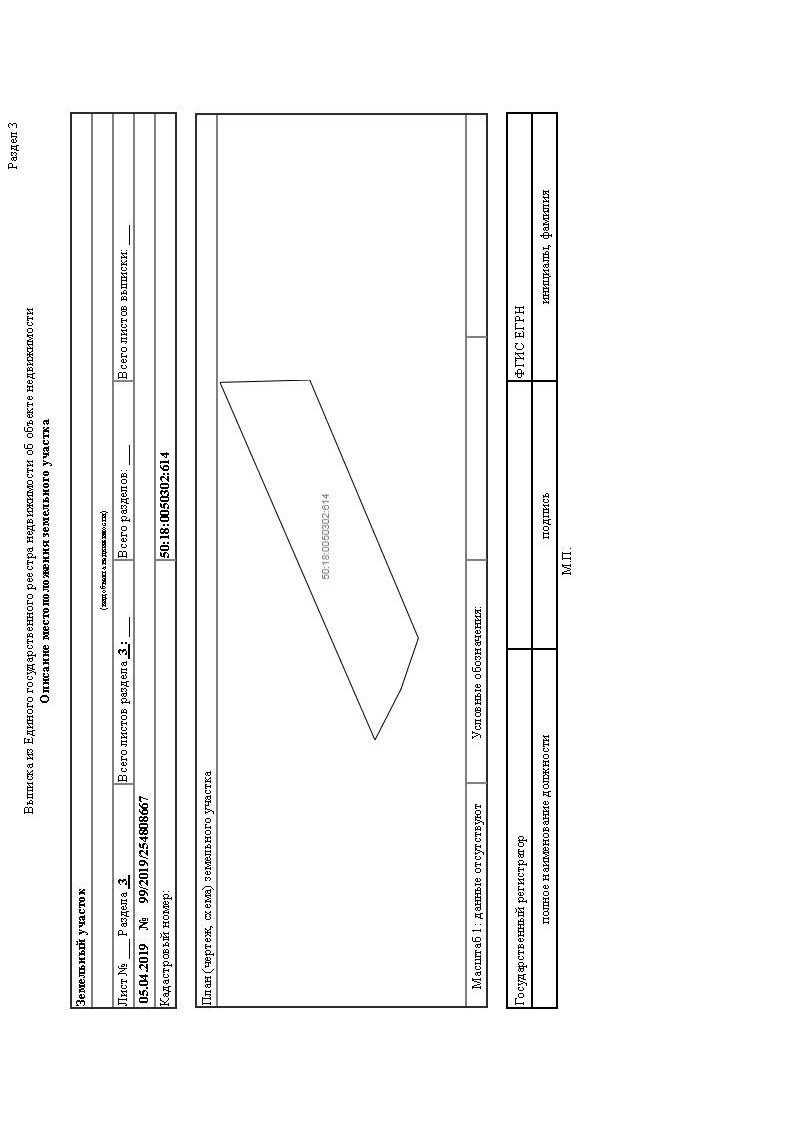 Раздел 3
Выписка из Единого государственного реестра недвижимости об объекте недвижимости
Описание местоположения земельного участка
Земельный участок
(вид объекта недвижимости)
Лист № ___ Раздела 3 Всего листов раздела 3 : ___ Всего разделов: ___ Всего листов выписки: ___
05.04.2019 № 99/2019/254808667
Кадастровый номер: 50:18:0050302:614
План (чертеж, схема) земельного участка
50:18:0050302:614
Масштаб 1: данные отсутствуют Условные обозначения:
Государственный регистратор ФГИС ЕГРН
полное наименование должности подпись инициалы, фамилия
М.П.